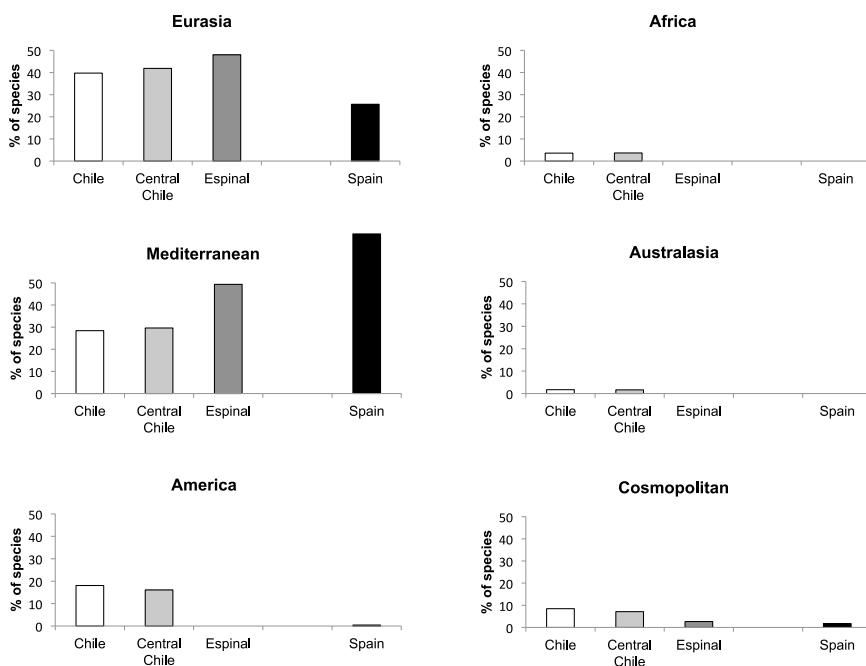 Eurasia
% of species
50
40
30
20
10
0
Chile
Central
Chile
Espinal
Spain
Africa
% of species
50
40
30
20
10
0
Chile
Central
Chile
Espinal
Spain
Mediterranean
% of species
50
40
30
20
10
0
Chile
Central
Chile
Espinal
Spain
Australasia
% of species
50
40
30
20
10
0
Chile
Central
Chile
Espinal
Spain
America
% of species
50
40
30
20
10
0
Chile
Central
Chile
Espinal
Spain
Cosmopolitan
% of species
50
40
30
20
10
0
Chile
Central
Chile
Espinal
Spain